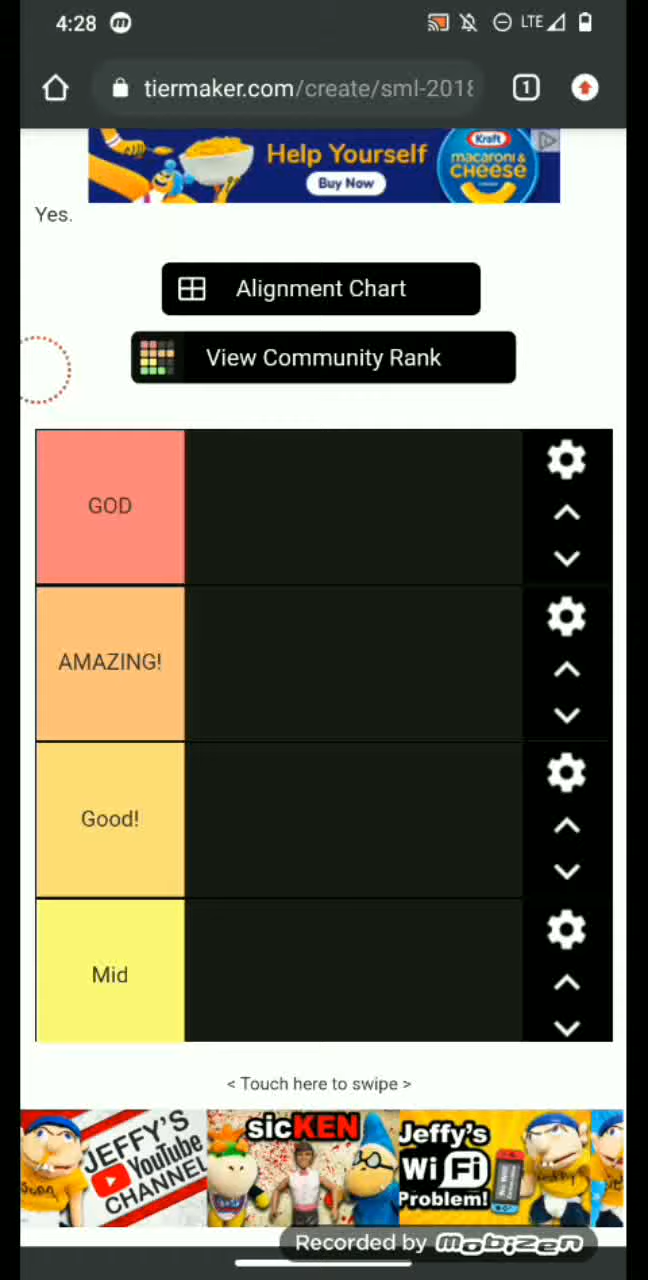 4:28
LTE
tiermaker.com/create/sml-2018
1
Help Yourself
Buy Now
Kraft
macaroni &
CHEESE
Yes.
Alignment Chart
View Community Rank
GOD
AMAZING!
Good!
Mid
< Touch here to swipe >
JEFFY'S
YouTube
CHANNEL
sicKEN
Jeffy's
WiFi
Problem!
Recorded by mobizen